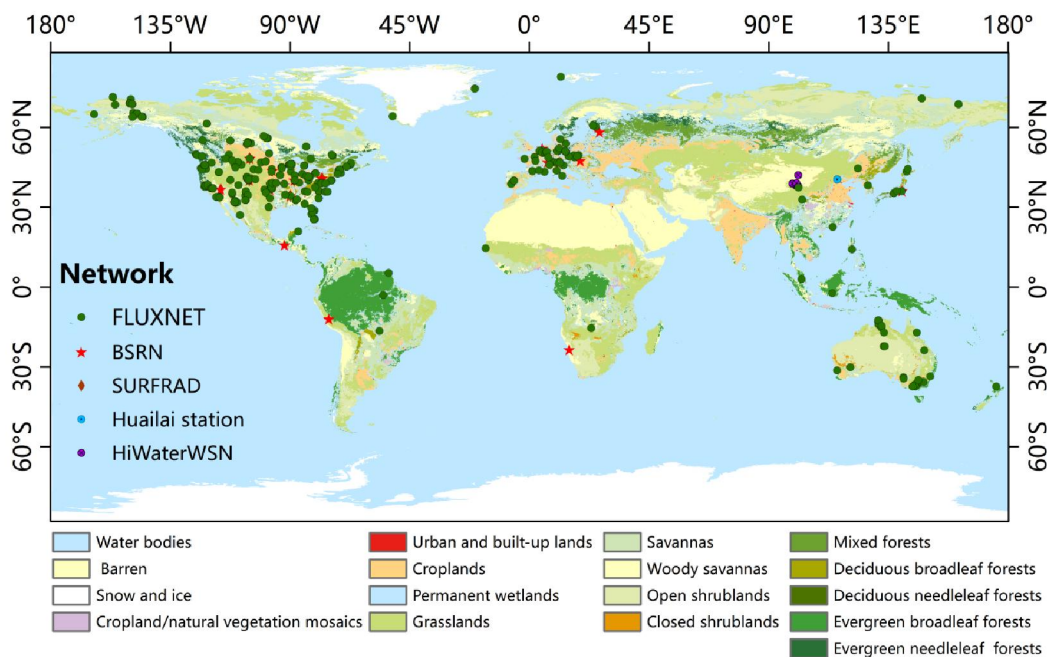 180° 135°W 90°W 45°W 0° 45°E 90°E 135°E 180°
60°N 60°N
30°N 30°N
0° 0°
30°S 30°S
60°S 60°S
Network
FLUXNET
BSRN
SURFRAD
Huailai station
HiWaterWSN
Water bodies
Barren
Snow and ice
Cropland/natural vegetation mosaics
Urban and built-up lands
Croplands
Permanent wetlands
Grasslands
Savannas
Woody savannas
Open shrublands
Closed shrublands
Mixed forests
Deciduous broadleaf forests
Deciduous needleleaf forests
Evergreen broadleaf forests
Evergreen needleleaf forests